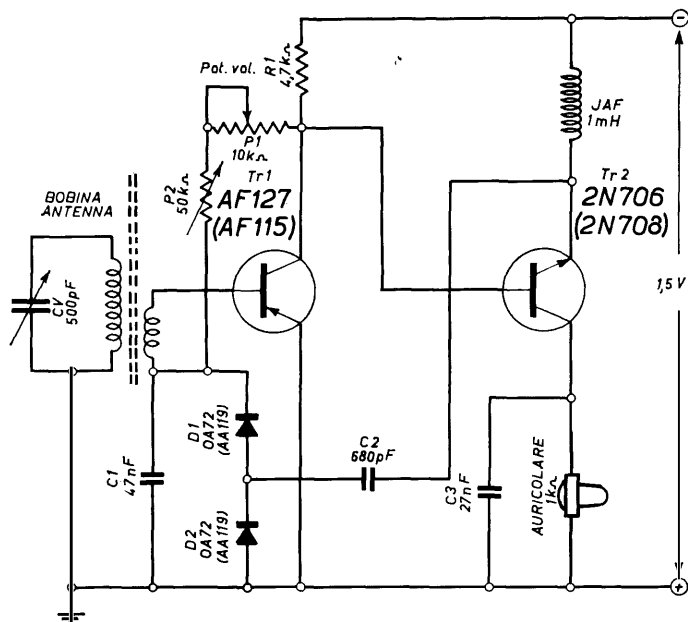 Pot. vol.
R1
4,7kΩ
JAF
1mH
P1
10kΩ
P2
50kΩ
Tr1
AF127
(AF115)
Tr2
2N706
(2N708)
BOBINA
ANTENNA
CV
500pF
1,5 V
D1
OA72
(AA119)
C1
47nF
C2
680pF
D2
OA72
(AA119)
C3
27nF
AURICOLARE
1kΩ